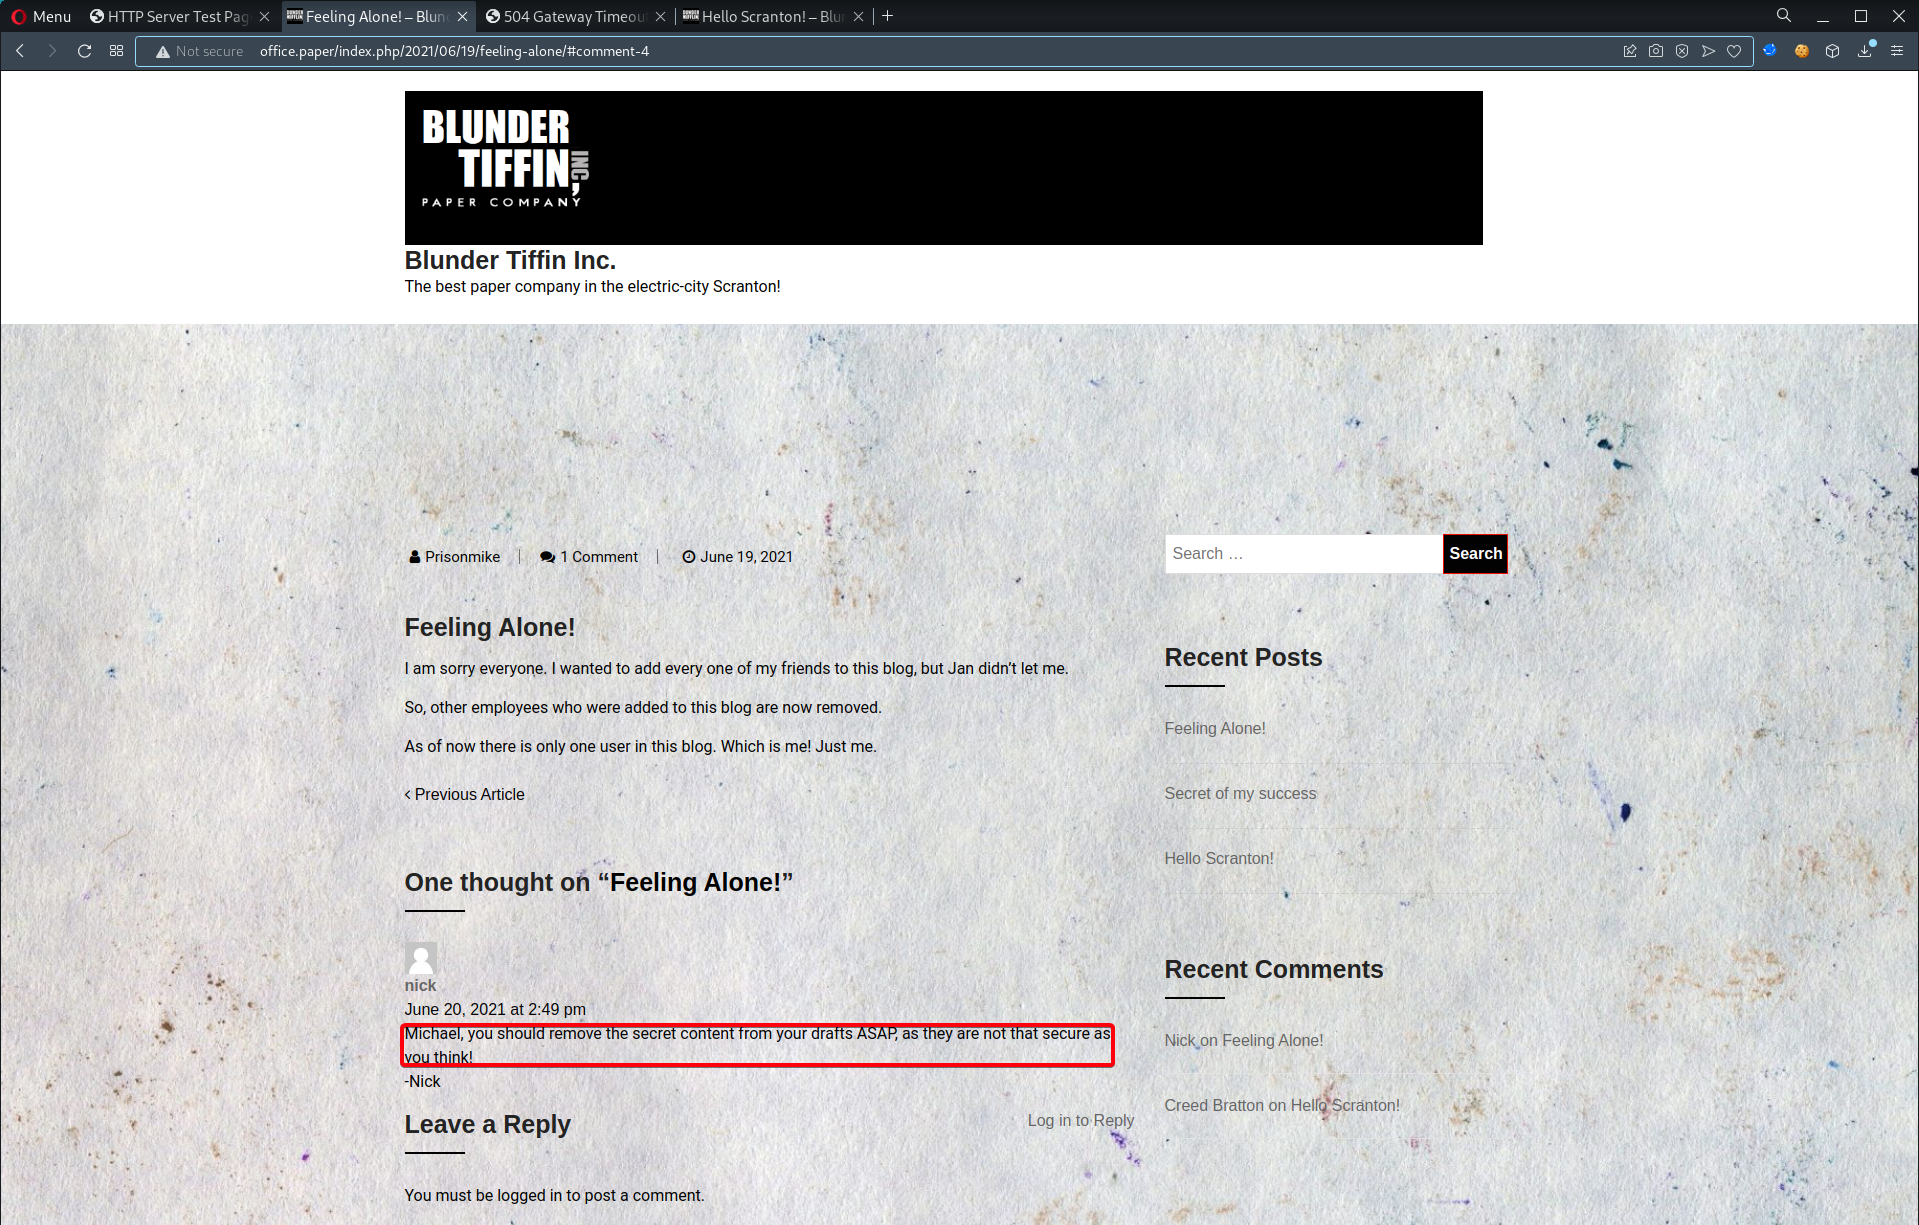 Menu
HTTP Server Test Pag
Feeling Alone! – Blun
504 Gateway Timeou
Hello Scranton! – Blu
Not secure office.paper/index.php/2021/06/19/feeling-alone/#comment-4
BLUNDER
TIFFIN, INC
PAPER COMPANY
Blunder Tiffin Inc.
The best paper company in the electric-city Scranton!
Prisonmike 1 Comment June 19, 2021
Feeling Alone!
I am sorry everyone. I wanted to add every one of my friends to this blog, but Jan didn’t let me.
So, other employees who were added to this blog are now removed.
As of now there is only one user in this blog. Which is me! Just me.
Previous Article
One thought on “Feeling Alone!”
nick
June 20, 2021 at 2:49 pm
Michael, you should remove the secret content from your drafts ASAP, as they are not that secure as
you think!
-Nick
Log in to Reply
Leave a Reply
You must be logged in to post a comment.
Search …
Search
Recent Posts
Feeling Alone!
Secret of my success
Hello Scranton!
Recent Comments
Nick on Feeling Alone!
Creed Bratton on Hello Scranton!